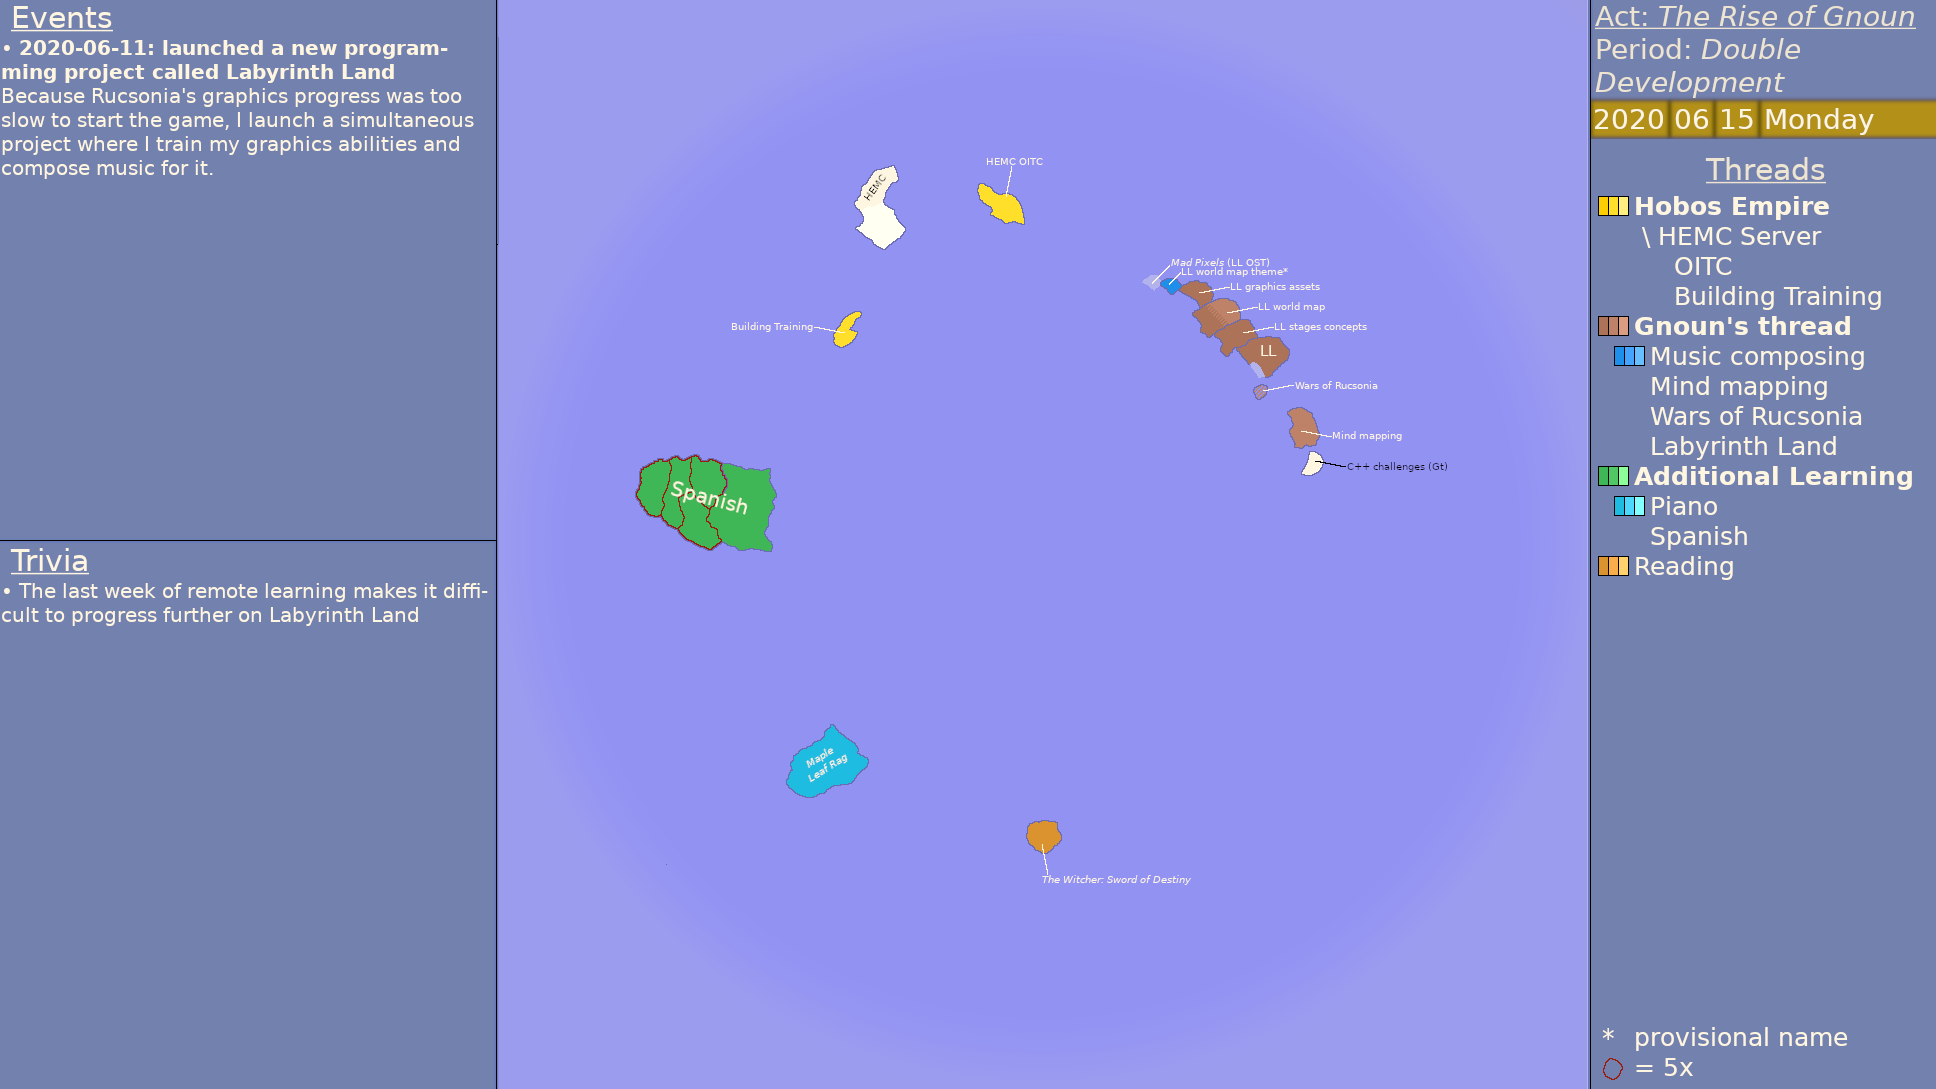 Events
• 2020-06-11: launched a new program-
ming project called Labyrinth Land
Because Rucsonia's graphics progress was too
slow to start the game, I launch a simultaneous
project where I train my graphics abilities and
compose music for it.
Trivia
• The last week of remote learning makes it diffi-
cult to progress further on Labyrinth Land
HEMC
HEMC OITC
Mad Pixels (LL OST)
LL world map theme*
LL graphics assets
LL world map
LL stages concepts
LL
Building Training
Wars of Rucsonia
Mind mapping
C++ challenges (Gt)
Spanish
Maple
Leaf Rag
The Witcher: Sword of Destiny
Act: The Rise of Gnoun
Period: Double
Development
2020 06 15 Monday
Threads
Hobos Empire
\ HEMC Server
OITC
Building Training
Gnoun's thread
Music composing
Mind mapping
Wars of Rucsonia
Labyrinth Land
Additional Learning
Piano
Spanish
Reading
* provisional name
= 5x